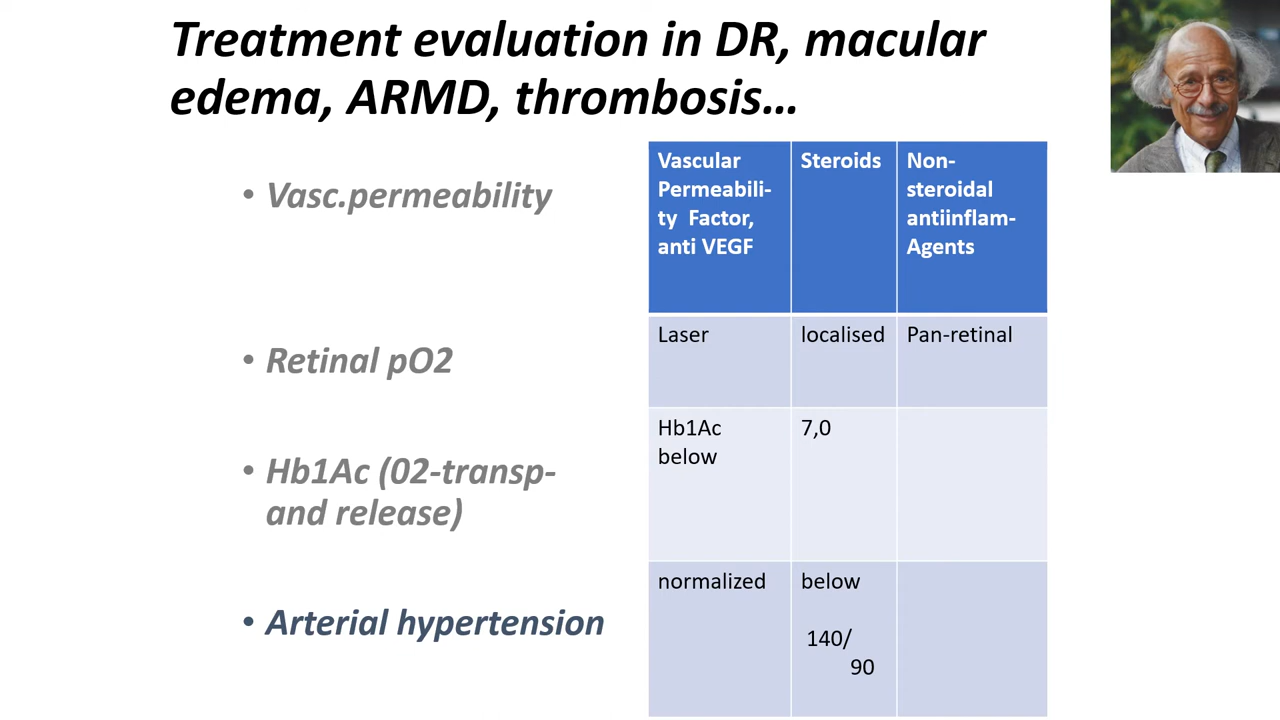 Treatment evaluation in DR, macular
edema, ARMD, thrombosis…
• Vasc.permeability
• Retinal pO2
• Hb1Ac (02-transp-
and release)
• Arterial hypertension
Vascular
Permeabili-
ty Factor,
anti VEGF
Steroids
Non-
steroidal
antiinflam-
Agents
Laser
localised
Pan-retinal
Hb1Ac
below
7,0
normalized
below
140/
90